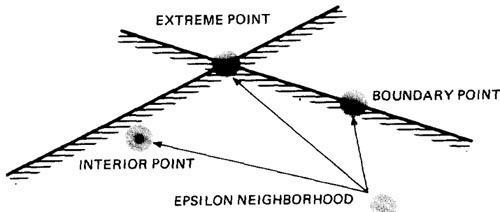 EXTREME POINT
BOUNDARY POINT
INTERIOR POINT
EPSILON NEIGHBORHOOD